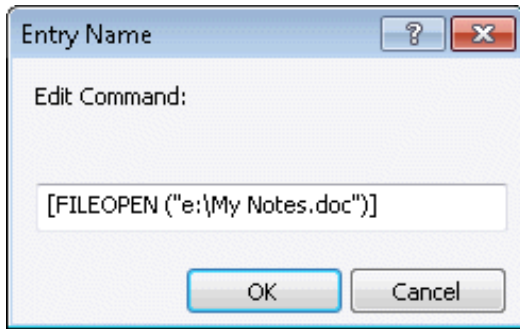 Entry Name
Edit Command:
[FILEOPEN ("e:\My Notes.doc")]
OK
Cancel